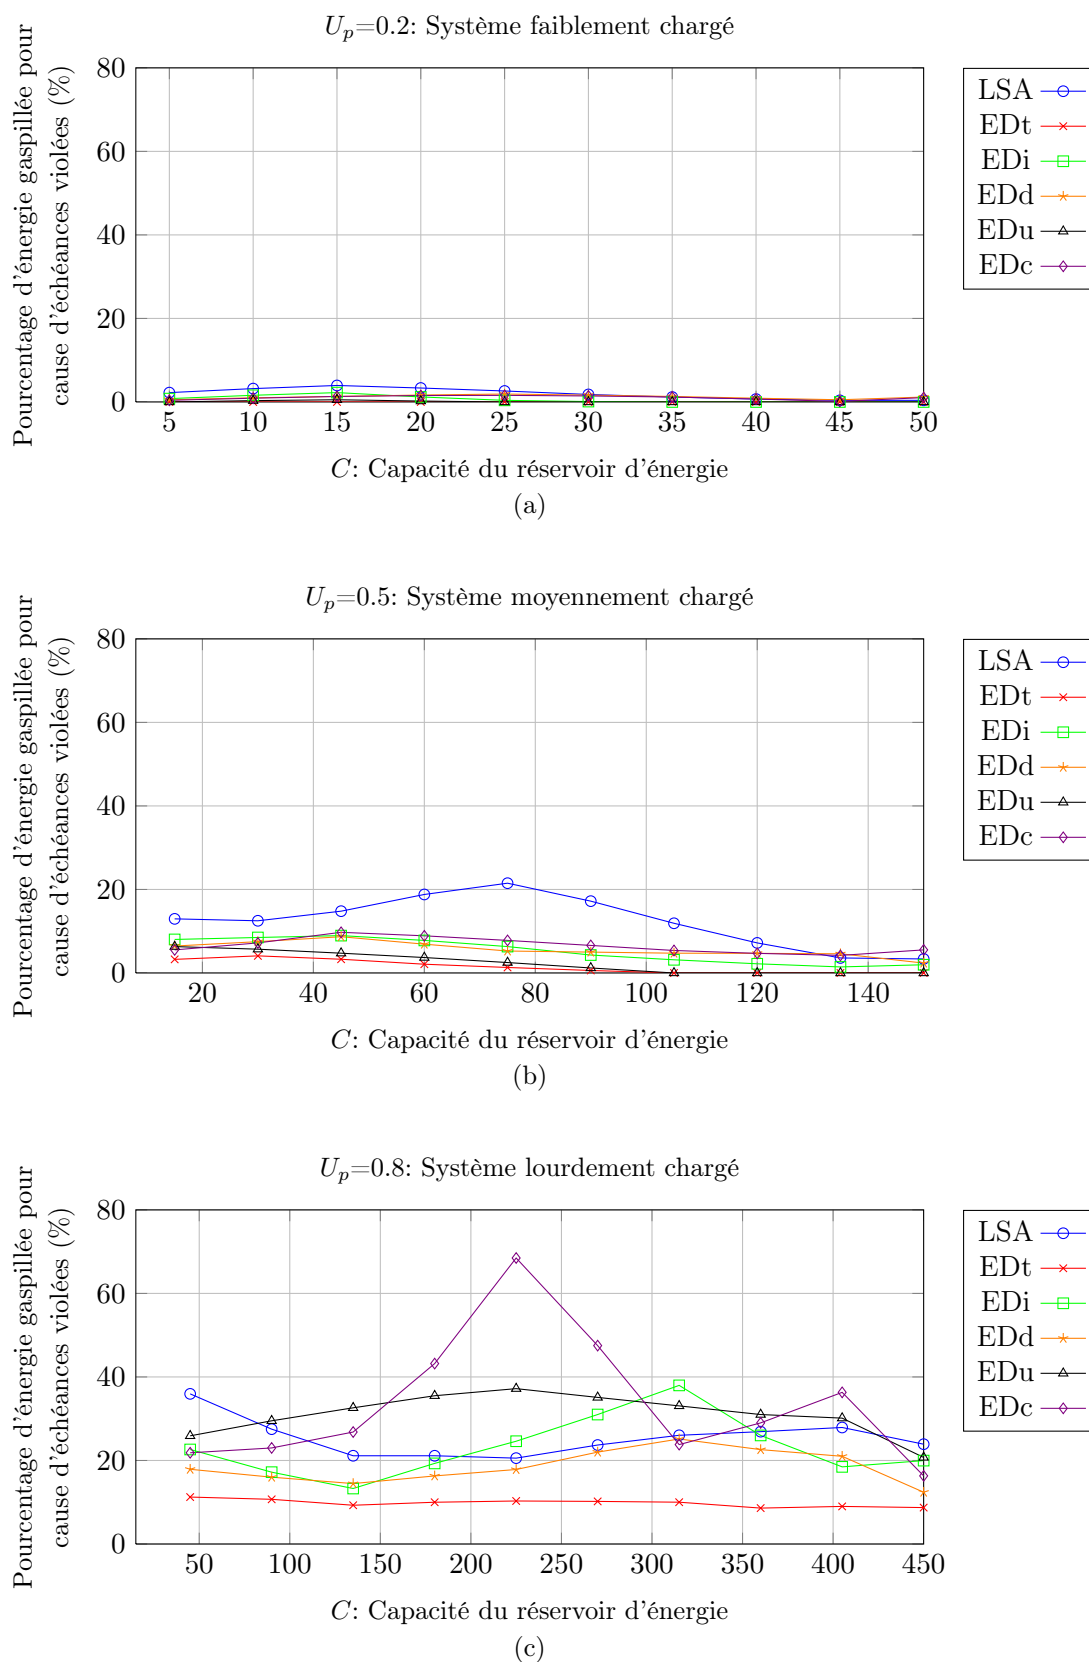 U_p=0.2: Système faiblement chargé
Pourcentage d'énergie gaspillée pour
cause d'échéances violées (%)
80
60
40
20
0
5 10 15 20 25 30 35 40 45 50
C: Capacité du réservoir d'énergie
(a)
LSA
EDt
EDi
EDd
EDu
EDc
U_p=0.5: Système moyennement chargé
Pourcentage d'énergie gaspillée pour
cause d'échéances violées (%)
80
60
40
20
0
20 40 60 80 100 120 140
C: Capacité du réservoir d'énergie
(b)
LSA
EDt
EDi
EDd
EDu
EDc
U_p=0.8: Système lourdement chargé
Pourcentage d'énergie gaspillée pour
cause d'échéances violées (%)
80
60
40
20
0
50 100 150 200 250 300 350 400 450
C: Capacité du réservoir d'énergie
(c)
LSA
EDt
EDi
EDd
EDu
EDc